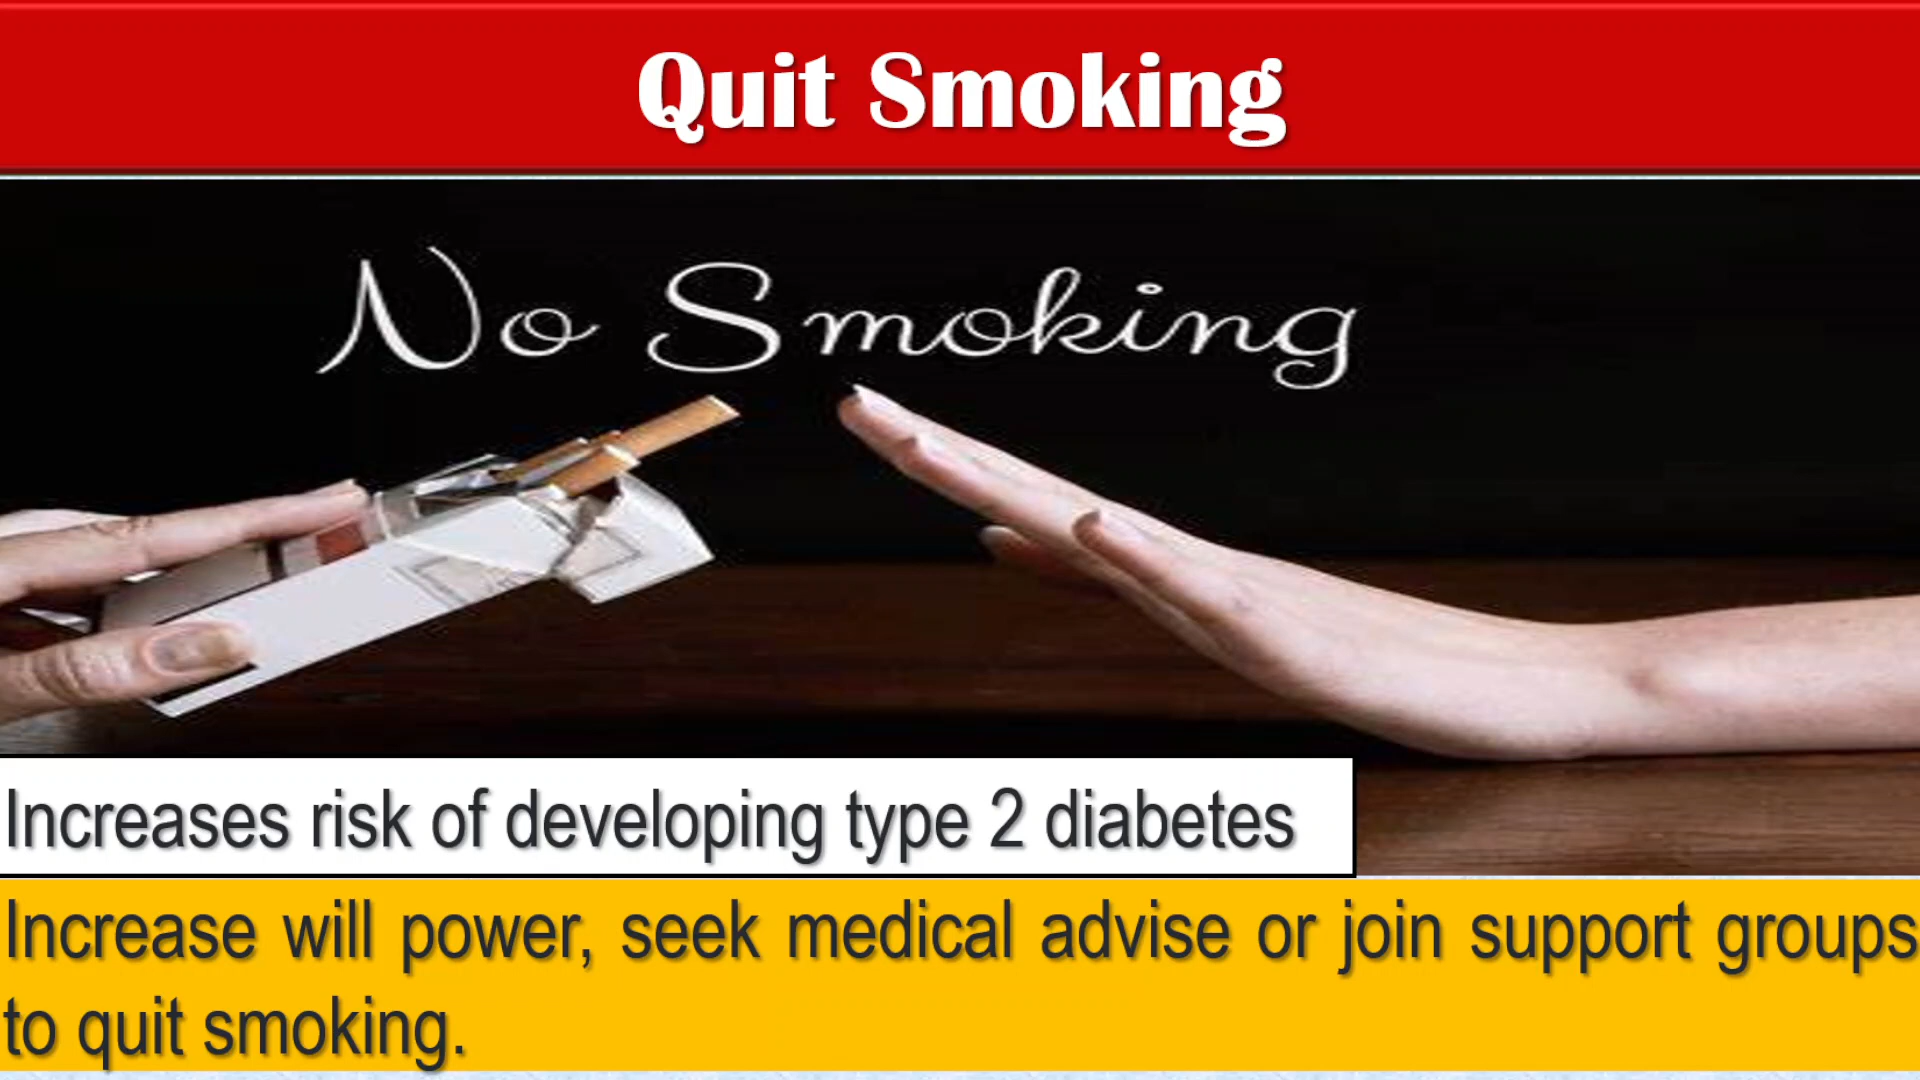 Quit Smoking
No Smoking
Increases risk of developing type 2 diabetes
Increase will power, seek medical advise or join support groups
to quit smoking.